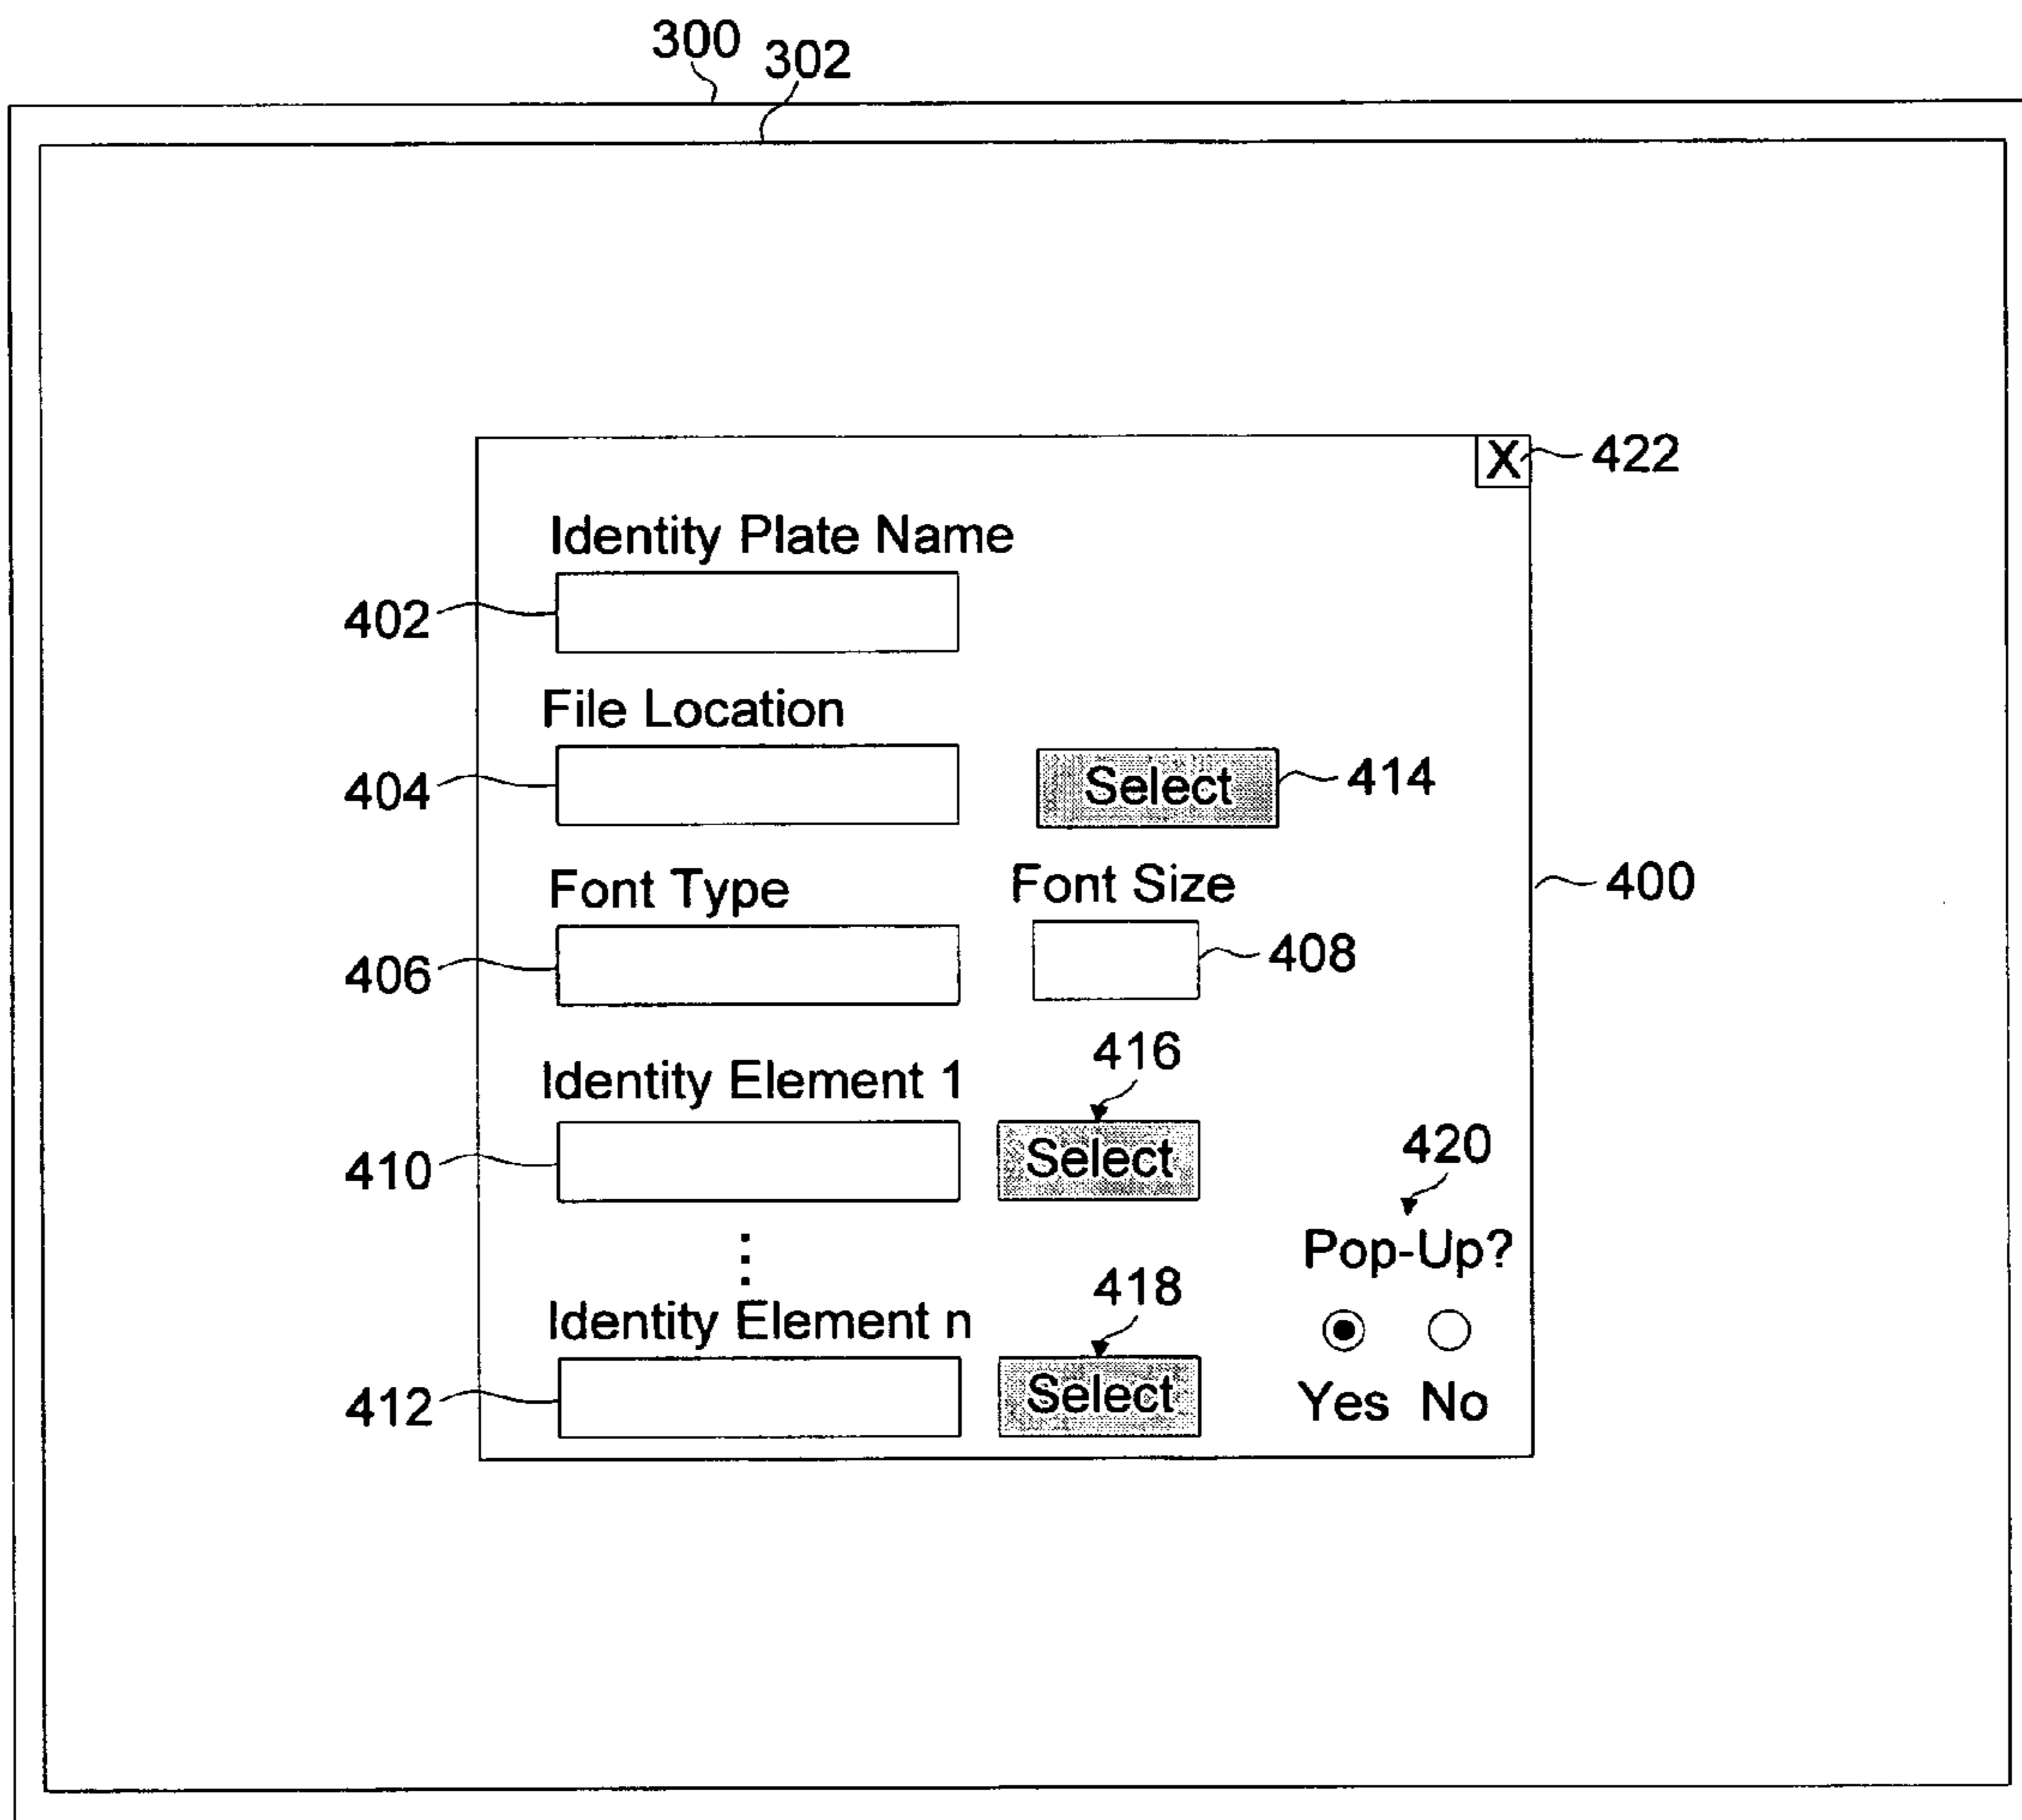 300
302
X
422
Identity Plate Name
402
File Location
404
Select
414
400
Font Type
Font Size
406
408
416
Identity Element 1
410
Select
420
Pop-Up?
418
Identity Element n
412
Select
Yes No